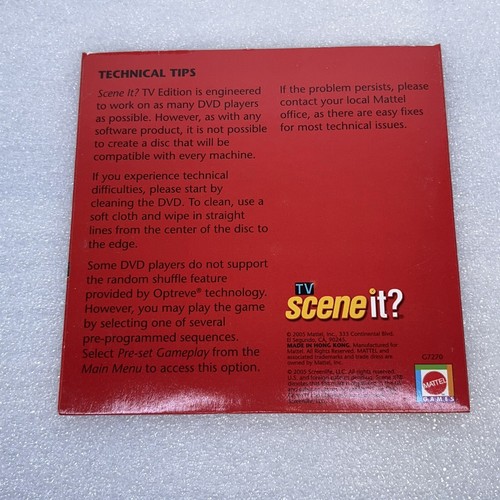 TECHNICAL TIPS
Scene It? TV Edition is engineered
to work on as many DVD players
as possible. However, as with any
software product, it is not possible
to create a disc that will be
compatible with every machine.
If you experience technical
difficulties, please start by
cleaning the DVD. To clean, use a
soft cloth and wipe in straight
lines from the center of the disc to
the edge.
Some DVD players do not support
the random shuffle feature
provided by Optreve® technology.
However, you may play the game
by selecting one of several
pre-programmed sequences.
Select Pre-set Gameplay from the
Main Menu to access this option.
If the problem persists, please
contact your local Mattel
office, as there are easy fixes
for most technical issues.
TV
scene it?
© 2005 Mattel, Inc., 333 Continental Blvd.
El Segundo, CA, 90245.
MADE IN HONG KONG. Manufactured for
Mattel. All Rights Reserved. MATTEL and
associated trademarks and trade dress are
owned by Mattel, Inc.
© 2005 Screenlife, LLC. All rights reserved.
G7270
MATTEL
GAMES